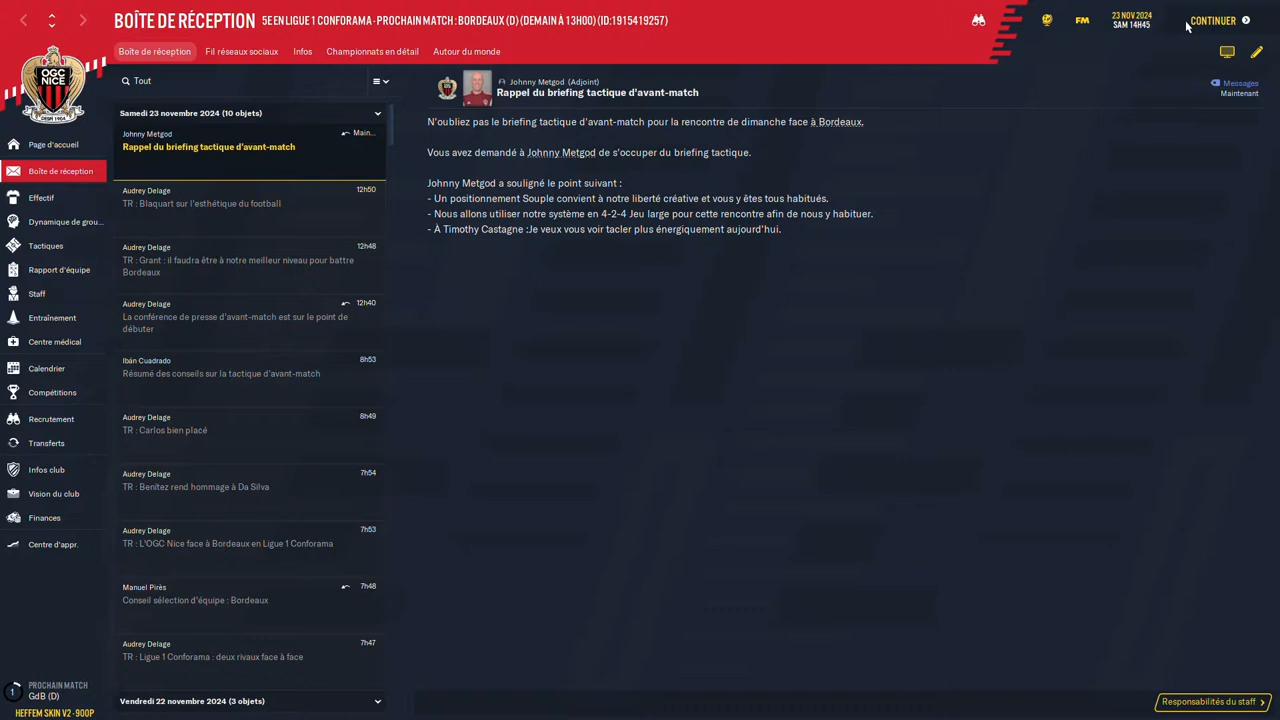 BOÎTE DE RÉCEPTION
5E EN LIGUE 1 CONFORAMA - PROCHAIN MATCH : BORDEAUX (D) (DEMAIN À 13H00) (ID:1915419257)
FM
23 NOV 2024
SAM 14H45
CONTINUER
Boîte de réception
Fil réseaux sociaux
Infos
Championnats en détail
Autour du monde
OGC
NICE
DEPUIS 1904
Page d'accueil
Boîte de réception
Effectif
Dynamique de grou...
Tactiques
Rapport d'équipe
Staff
Entraînement
Centre médical
Calendrier
Compétitions
Recrutement
Transferts
Infos club
Vision du club
Finances
Centre d'appr.
1
PROCHAIN MATCH
GdB (D)
HEFFEM SKIN V2 - 900P
Tout
Samedi 23 novembre 2024 (10 objets)
Johnny Metgod Main...
Rappel du briefing tactique d'avant-match
Audrey Delage 12h50
TR : Blaquart sur l'esthétique du football
Audrey Delage 12h48
TR : Grant : il faudra être à notre meilleur niveau pour battre
Bordeaux
Audrey Delage 12h40
La conférence de presse d'avant-match est sur le point de
débuter
Ibán Cuadrado 8h53
Résumé des conseils sur la tactique d'avant-match
Audrey Delage 8h49
TR : Carlos bien placé
Audrey Delage 7h54
TR : Benítez rend hommage à Da Silva
Audrey Delage 7h53
TR : L'OGC Nice face à Bordeaux en Ligue 1 Conforama
Manuel Pirès 7h48
Conseil sélection d'équipe : Bordeaux
Audrey Delage 7h47
TR : Ligue 1 Conforama : deux rivaux face à face
Vendredi 22 novembre 2024 (3 objets)
Johnny Metgod (Adjoint)
Rappel du briefing tactique d'avant-match
Messages
Maintenant
N'oubliez pas le briefing tactique d'avant-match pour la rencontre de dimanche face à Bordeaux.
Vous avez demandé à Johnny Metgod de s'occuper du briefing tactique.
Johnny Metgod a souligné le point suivant :
- Un positionnement Souple convient à notre liberté créative et vous y êtes tous habitués.
- Nous allons utiliser notre système en 4-2-4 Jeu large pour cette rencontre afin de nous y habituer.
- À Timothy Castagne :Je veux vous voir tacler plus énergiquement aujourd'hui.
Responsabilités du staff